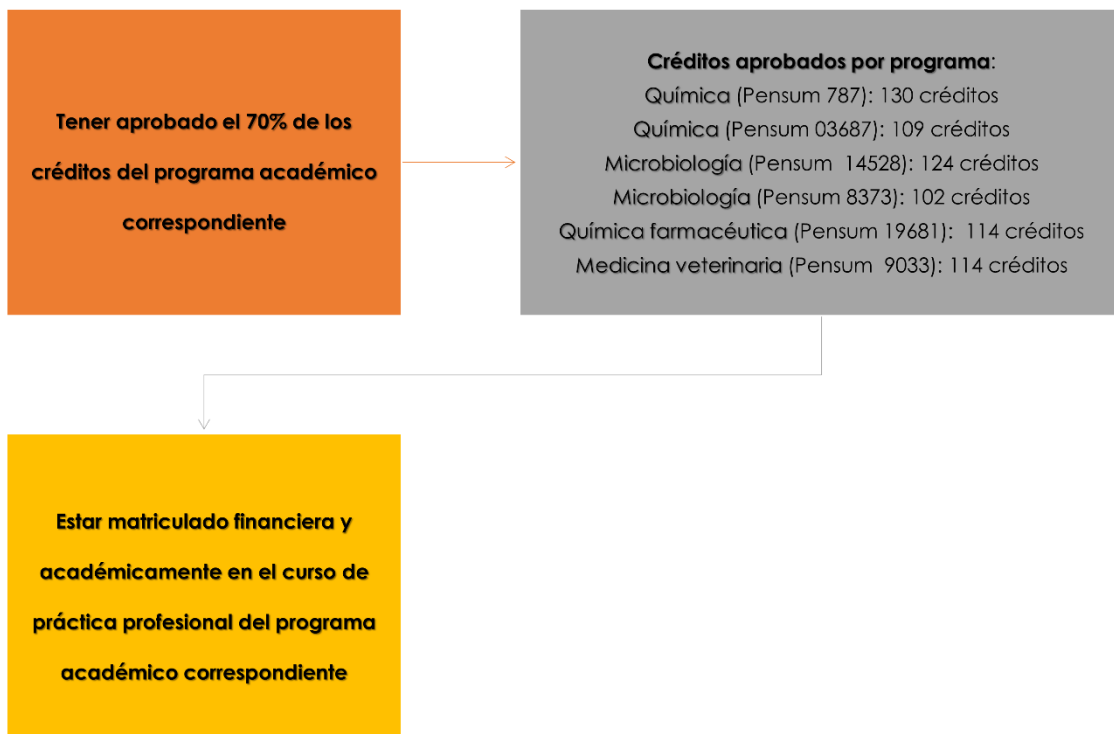 Tener aprobado el 70% de los
créditos del programa académico
correspondiente
Créditos aprobados por programa:
Química (Pensum 787): 130 créditos
Química (Pensum 03687): 109 créditos
Microbiología (Pensum  14528): 124 créditos
Microbiología (Pensum 8373): 102 créditos
Química farmacéutica (Pensum 19681):  114 créditos
Medicina veterinaria (Pensum  9033): 114 créditos
Estar matriculado financiera y
académicamente en el curso de
práctica profesional del programa
académico correspondiente